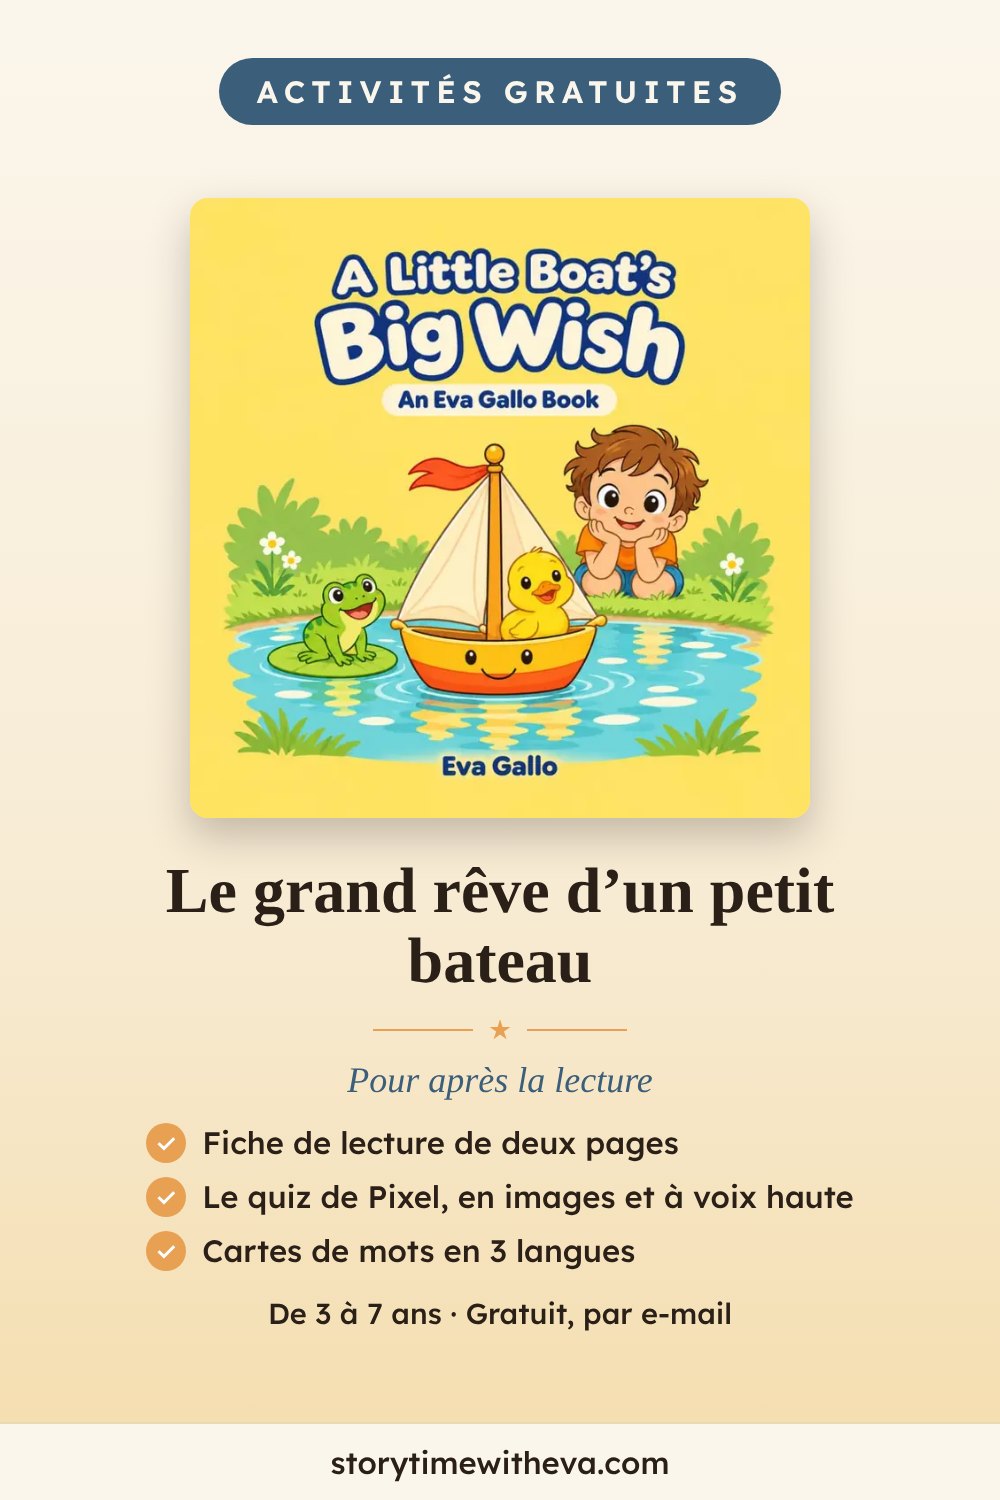 ACTIVITÉS GRATUITES
A Little Boat's
Big Wish
An Eva Gallo Book
Eva Gallo
Le grand rêve d’un petit
bateau
Pour après la lecture
Fiche de lecture de deux pages
Le quiz de Pixel, en images et à voix haute
Cartes de mots en 3 langues
De 3 à 7 ans · Gratuit, par e-mail
storytimewitheva.com